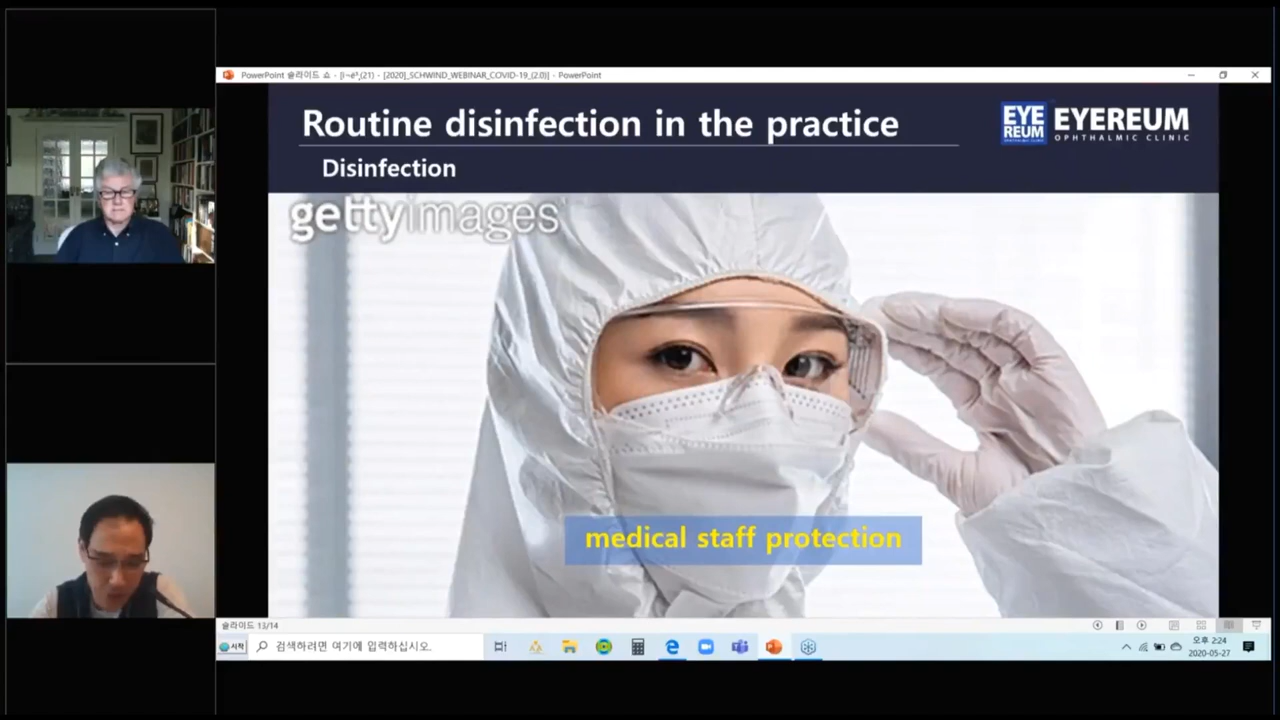 PowerPoint 슬라이드 쇼 - [2020]_SCHWIND_WEBINAR_COVID-19_(2.0)] - PowerPoint
Routine disinfection in the practice
EYE
REUM
EYEREUM
OPHTHALMIC CLINIC
Disinfection
gettyimages
medical staff protection
슬라이드 13/14
시작
검색하려면 여기에 입력하십시오.
오후 2:24
2020-05-27